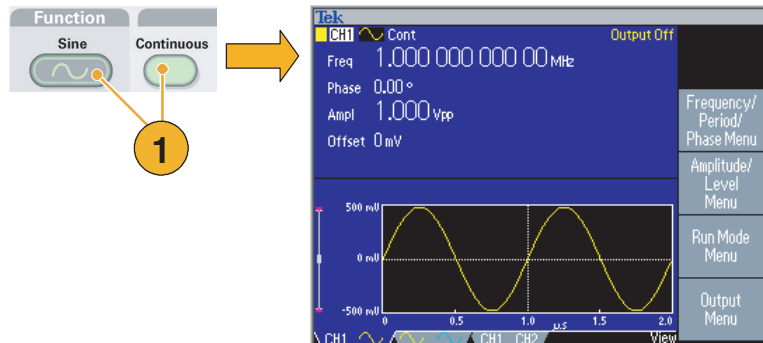 Function
Sine
Continuous
1
Tek
CH1 Cont
Output Off
Freq 1.000 000 000 00 MHz
Phase 0.00 °
Ampl 1.000 Vpp
Offset 0 mV
Frequency/
Period/
Phase Menu
Amplitude/
Level
Menu
Run Mode
Menu
Output
Menu
500 mV
0 mV
-500 mV
0 0.5 1.0 µs 1.5 2.0
CH1 CH1 CH2 View